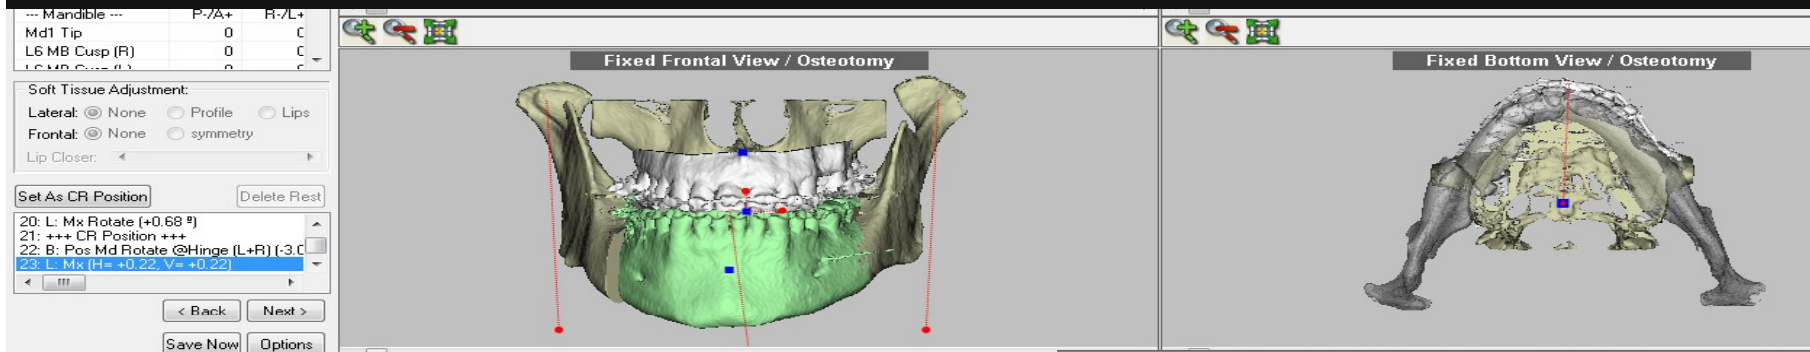 --- Mandible --- P-/A+ R-/L+
Md1 Tip 0
L6 MB Cusp (R) 0
Soft Tissue Adjustment:
Lateral: None Profile Lips
Frontal: None symmetry
Lip Closer:
Set As CR Position Delete Rest
20: L: Mx Rotate (+0.68 º)
21: +++ CR Position +++
22: B: Pos Md Rotate @Hinge (L+R) (-3.0
23: L: Mx (H= +0.22, V= +0.22)
< Back Next >
Save Now Options
Fixed Frontal View / Osteotomy
Fixed Bottom View / Osteotomy